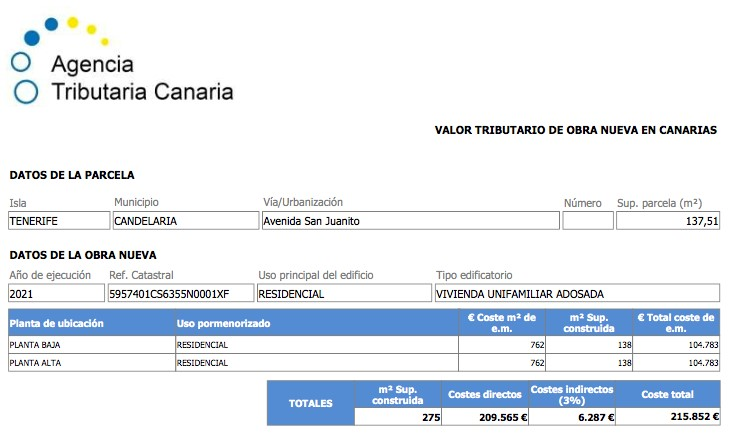 Agencia
Tributaria Canaria
VALOR TRIBUTARIO DE OBRA NUEVA EN CANARIAS
DATOS DE LA PARCELA
Isla Municipio Vía/Urbanización Número Sup. parcela (m²)
TENERIFE CANDELARIA Avenida San Juanito 137,51
DATOS DE LA OBRA NUEVA
Año de ejecución Ref. Catastral Uso principal del edificio Tipo edificatorio
2021 5957401CS6355N0001XF RESIDENCIAL VIVIENDA UNIFAMILIAR ADOSADA
Planta de ubicación Uso pormenorizado € Coste m² de e.m. m² Sup. construida € Total coste de e.m.
PLANTA BAJA RESIDENCIAL 762 138 104.783
PLANTA ALTA RESIDENCIAL 762 138 104.783
TOTALES m² Sup. construida Costes directos Costes indirectos (3%) Coste total
275 209.565 € 6.287 € 215.852 €